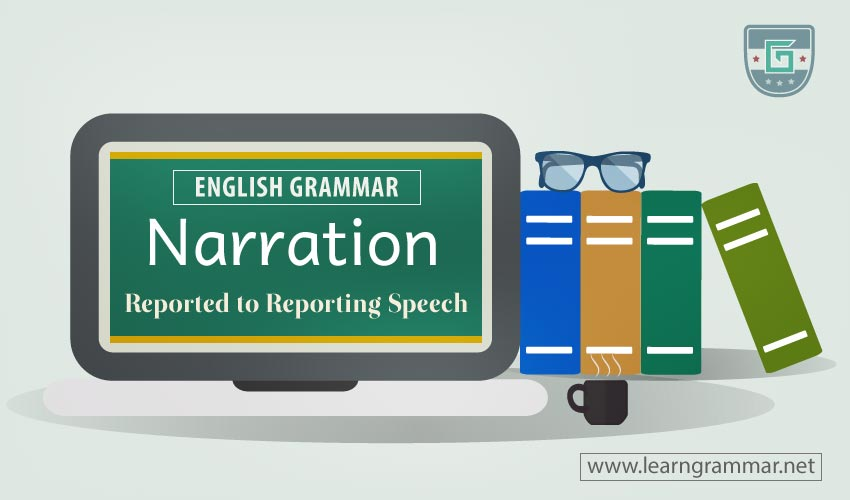 G
ENGLISH GRAMMAR
Narration
Reported to Reporting Speech
www.learngrammar.net